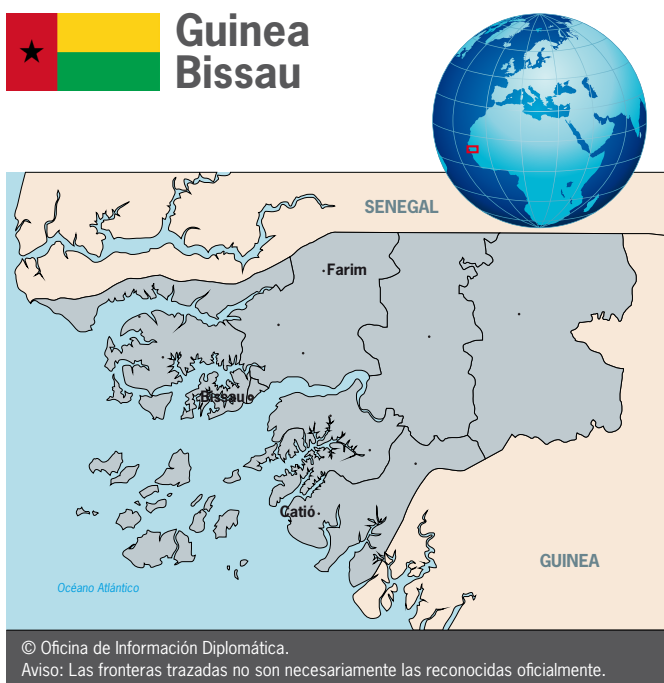 Guinea
Bissau
SENEGAL
Farim
Bissau
Catió
GUINEA
Océano Atlántico
© Oficina de Información Diplomática.
Aviso: Las fronteras trazadas no son necesariamente las reconocidas oficialmente.